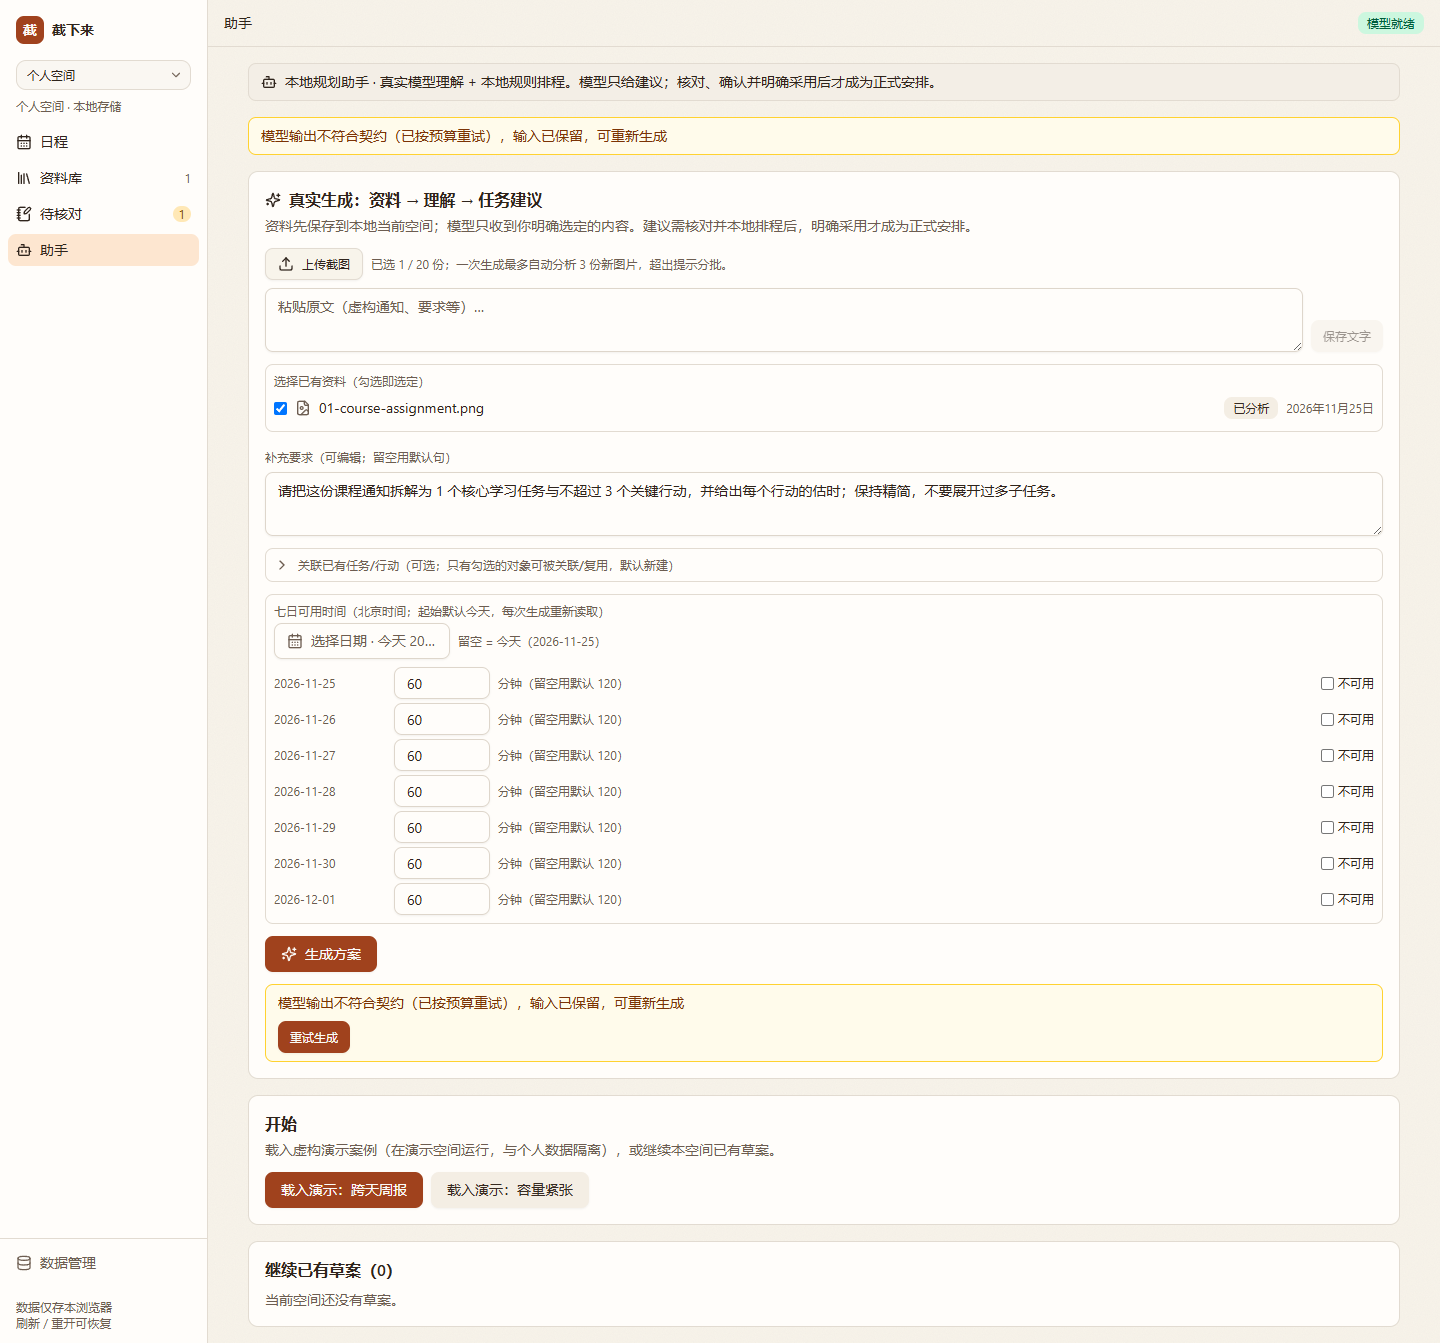 截 截下来
个人空间
个人空间 · 本地存储
日程
资料库 1
待核对 1
助手
数据管理
数据仅存本浏览器
刷新 / 重开可恢复
助手
模型就绪
本地规划助手 · 真实模型理解 + 本地规则排程。模型只给建议；核对、确认并明确采用后才成为正式安排。
模型输出不符合契约（已按预算重试），输入已保留，可重新生成
真实生成：资料 → 理解 → 任务建议
资料先保存到本地当前空间；模型只收到你明确选定的内容。建议需核对并本地排程后，明确采用才成为正式安排。
上传截图 已选 1 / 20 份；一次生成最多自动分析 3 份新图片，超出提示分批。
粘贴原文（虚构通知、要求等）...
保存文字
选择已有资料（勾选即选定）
01-course-assignment.png 已分析 2026年11月25日
补充要求（可编辑；留空用默认句）
请把这份课程通知拆解为 1 个核心学习任务与不超过 3 个关键行动，并给出每个行动的估时；保持精简，不要展开过多子任务。
关联已有任务/行动（可选；只有勾选的对象可被关联/复用，默认新建）
七日可用时间（北京时间；起始默认今天，每次生成重新读取）
选择日期 · 今天 20... 留空 = 今天（2026-11-25）
2026-11-25 60 分钟（留空用默认 120） 不可用
2026-11-26 60 分钟（留空用默认 120） 不可用
2026-11-27 60 分钟（留空用默认 120） 不可用
2026-11-28 60 分钟（留空用默认 120） 不可用
2026-11-29 60 分钟（留空用默认 120） 不可用
2026-11-30 60 分钟（留空用默认 120） 不可用
2026-12-01 60 分钟（留空用默认 120） 不可用
生成方案
模型输出不符合契约（已按预算重试），输入已保留，可重新生成
重试生成
开始
载入虚构演示案例（在演示空间运行，与个人数据隔离），或继续本空间已有草案。
载入演示：跨天周报 载入演示：容量紧张
继续已有草案（0）
当前空间还没有草案。